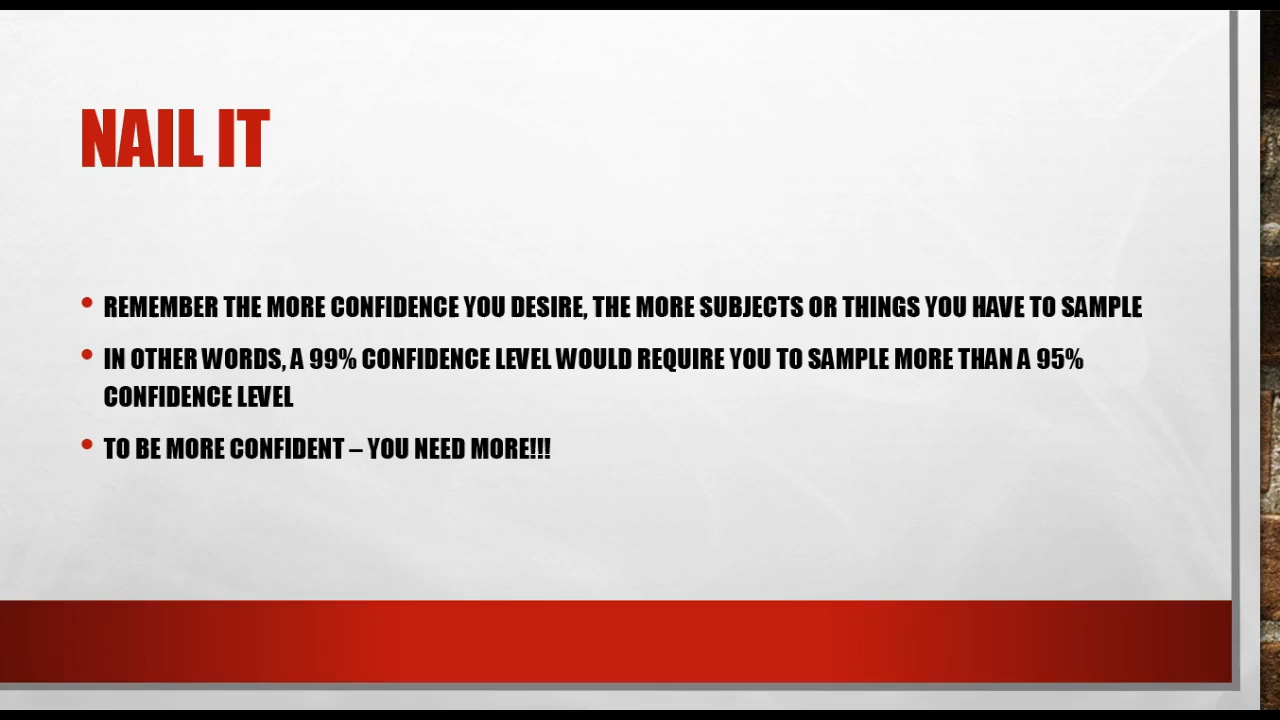 NAIL IT
• REMEMBER THE MORE CONFIDENCE YOU DESIRE, THE MORE SUBJECTS OR THINGS YOU HAVE TO SAMPLE
• IN OTHER WORDS, A 99% CONFIDENCE LEVEL WOULD REQUIRE YOU TO SAMPLE MORE THAN A 95%
CONFIDENCE LEVEL
• TO BE MORE CONFIDENT – YOU NEED MORE!!!